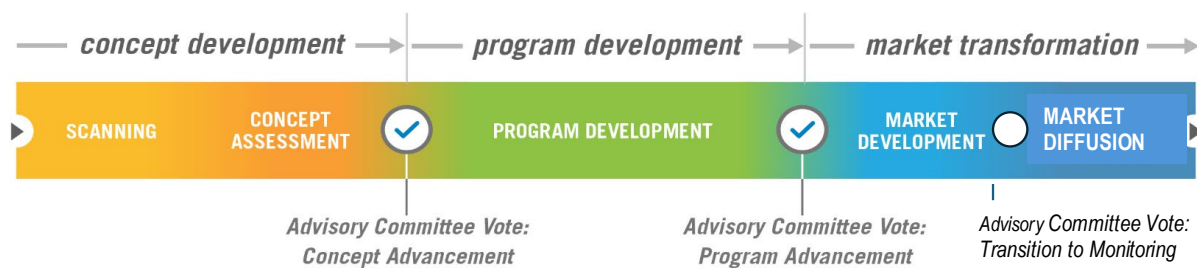 concept development
program development
market transformation
SCANNING
CONCEPT
ASSESSMENT
PROGRAM DEVELOPMENT
MARKET
DEVELOPMENT
MARKET
DIFFUSION
Advisory Committee Vote:
Concept Advancement
Advisory Committee Vote:
Program Advancement
Advisory Committee Vote:
Transition to Monitoring